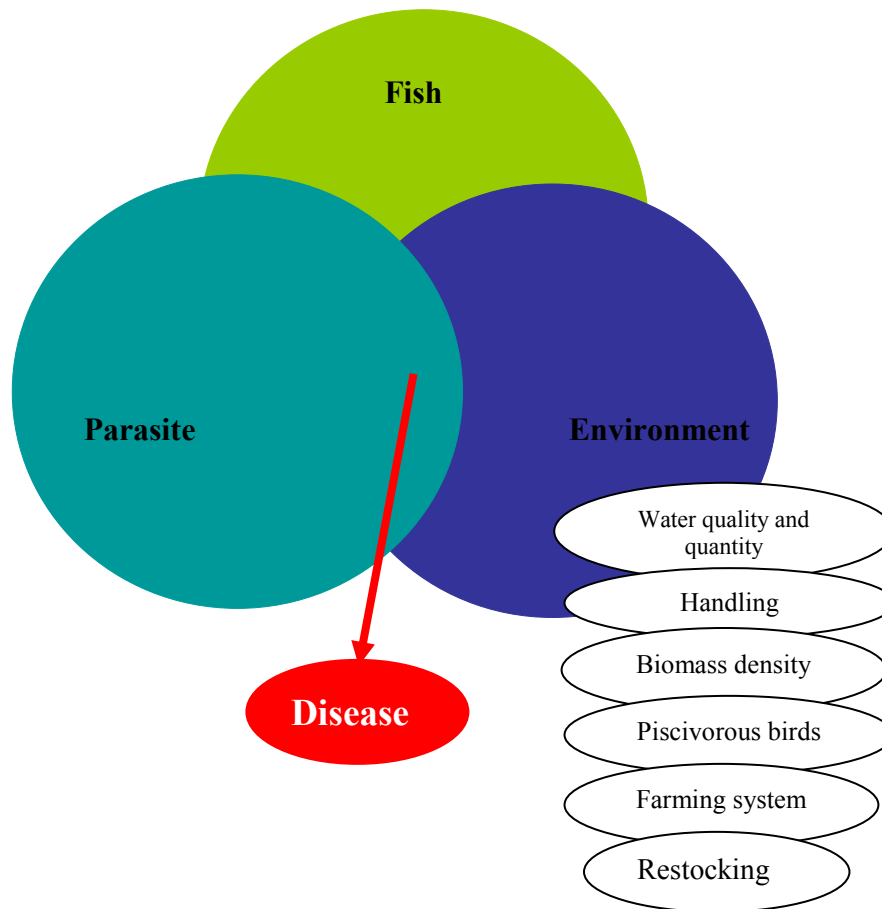 Fish
Parasite
Environment
Water quality and
quantity
Handling
Biomass density
Disease
Piscivorous birds
Farming system
Restocking